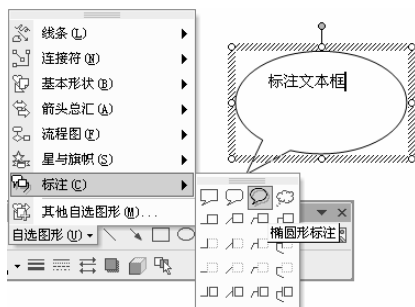 线条(L)
连接符(N)
基本形状(B)
箭头总汇(A)
流程图(F)
星与旗帜(S)
标注(C)
其他自选图形(M)...
自选图形(U)
标注文本框
椭圆形标注